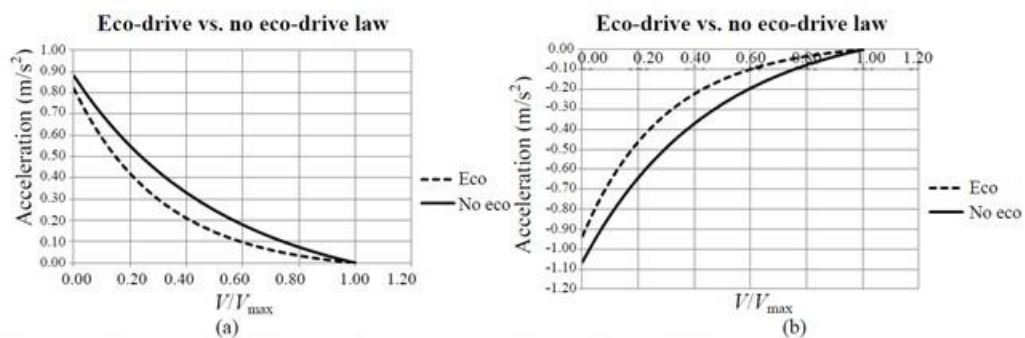 Eco-drive vs. no eco-drive law
Acceleration (m/s²)
1.00
0.90
0.80
0.70
0.60
0.50
0.40
0.30
0.20
0.10
0.00
0.00 0.20 0.40 0.60 0.80 1.00 1.20
V/Vmax
Eco
No eco
(a)
Eco-drive vs. no eco-drive law
Acceleration (m/s²)
0.00
-0.10
-0.20
-0.30
-0.40
-0.50
-0.60
-0.70
-0.80
-0.90
-1.00
-1.10
-1.20
0.00 0.20 0.40 0.60 0.80 1.00 1.20
V/Vmax
Eco
No eco
(b)